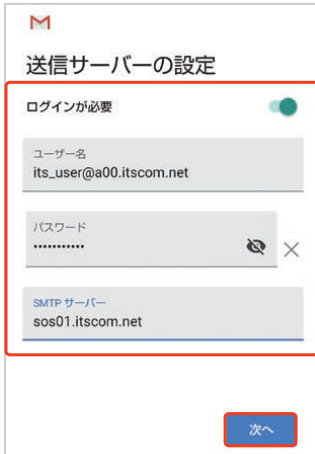 送信サーバーの設定
ログインが必要
ユーザー名
its_user@a00.itscom.net
パスワード
•••••••••••
SMTP サーバー
sos01.itscom.net
次へ